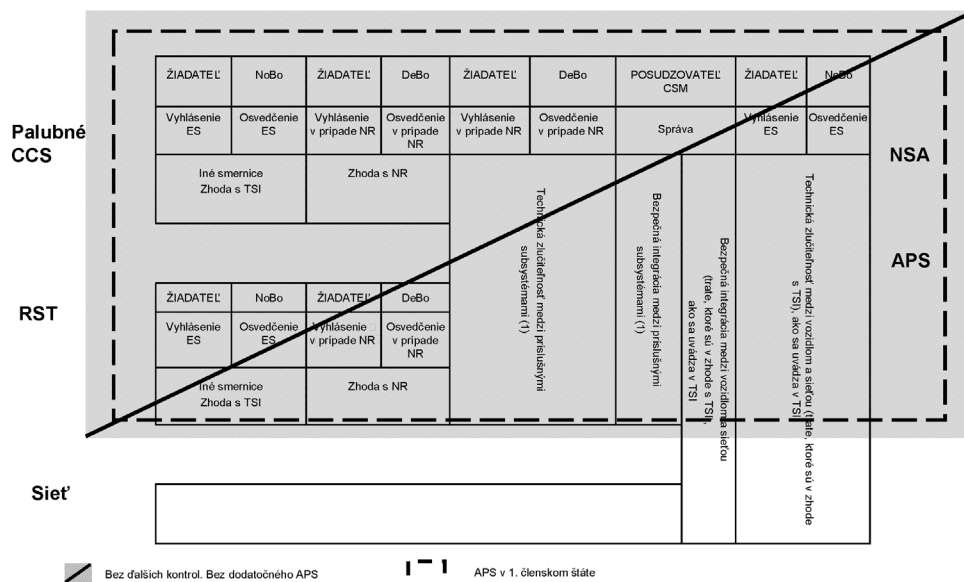 ŽIADATEĽ
NoBo
ŽIADATEĽ
DeBo
ŽIADATEĽ
DeBo
POSUDZOVATEĽ
CSM
ŽIADATEĽ
NoBo
Palubné
CCS
Vyhlásenie
ES
Osvedčenie
ES
Vyhlásenie
v prípade NR
Osvedčenie
v prípade
NR
Vyhlásenie
v prípade NR
Osvedčenie
v prípade NR
Správa
Vyhlásenie
ES
Osvedčenie
ES
NSA
Iné smernice
Zhoda s TSI
Zhoda s NR
Technická zlučiteľnosť medzi príslušnými
subsystémami (1)
Bezpečná integrácia medzi príslušnými
subsystémami (1)
Bezpečná integrácia medzi vozidlom a sieťou
(trate, ktoré sú v zhode s TSI),
ako sa uvádza v TSI
Technická zlučiteľnosť medzi vozidlom a sieťou (trate, ktoré sú v zhode
s TSI), ako sa uvádza v TSI
APS
RST
ŽIADATEĽ
NoBo
ŽIADATEĽ
DeBo
Vyhlásenie
ES
Osvedčenie
ES
Vyhlásenie
v prípade NR
Osvedčenie
v prípade
NR
Iné smernice
Zhoda s TSI
Zhoda s NR
Sieť
Bez ďalších kontrol. Bez dodatočného APS
APS v 1. členskom štáte